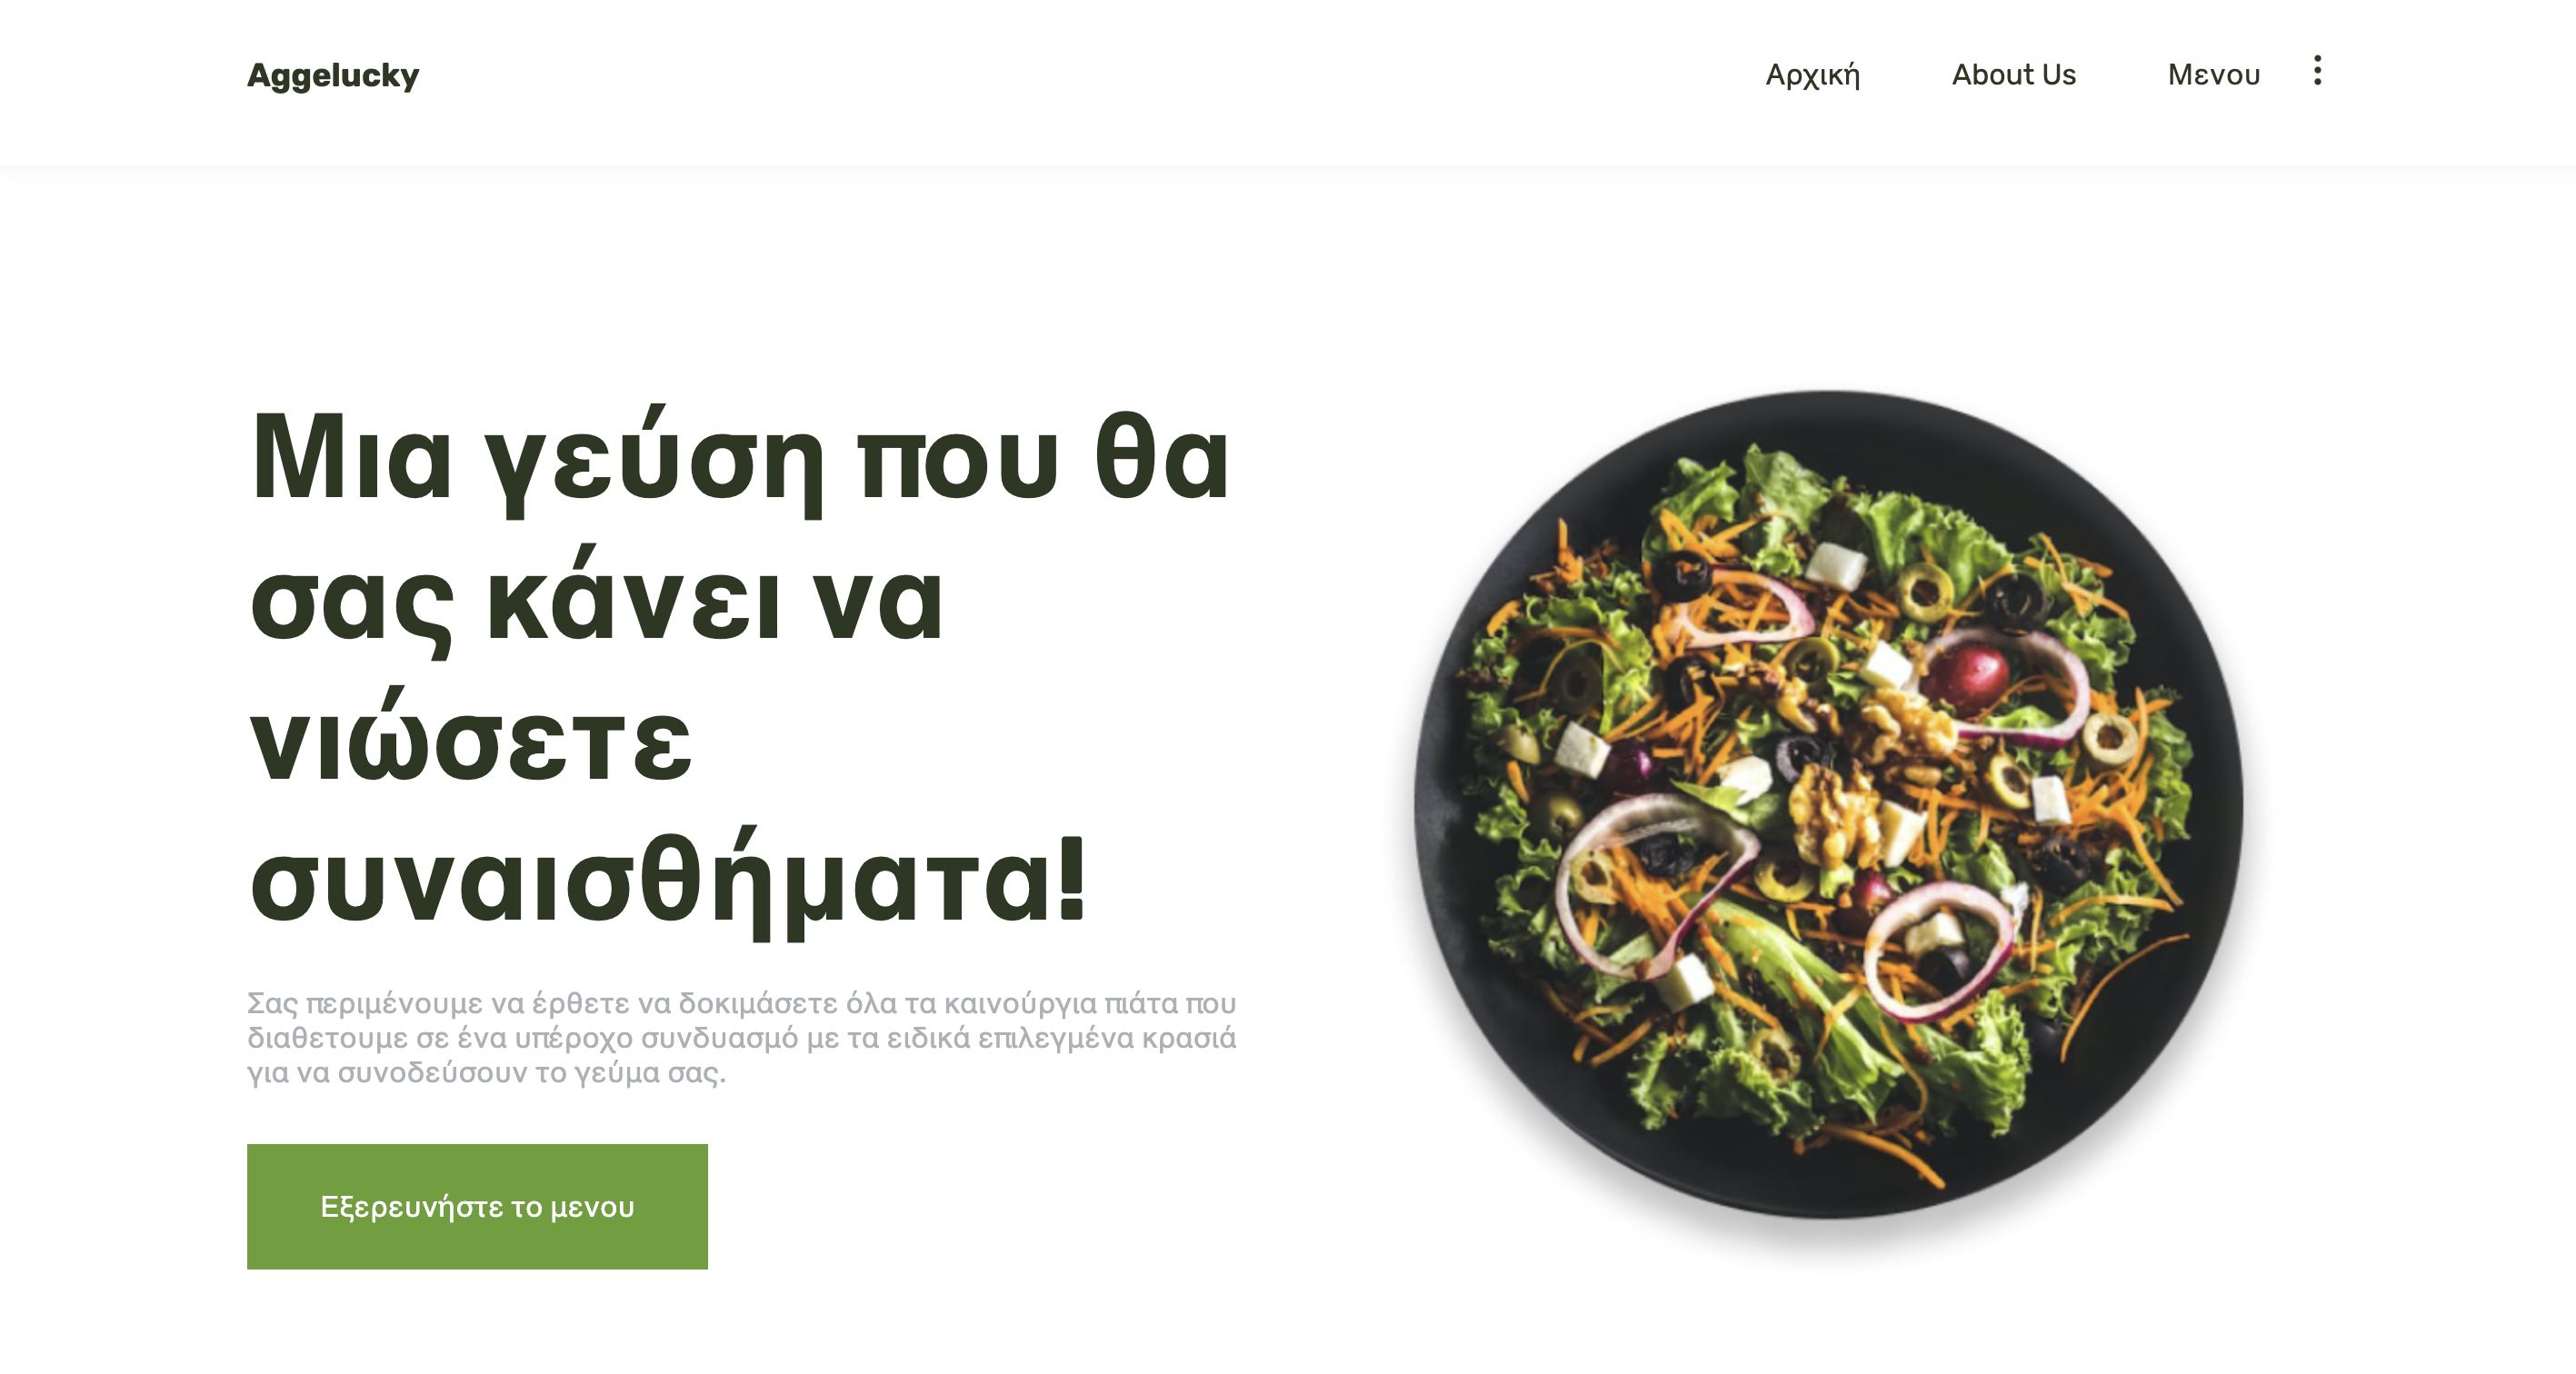 Aggelucky
Αρχική
About Us
Μενου
Μια γεύση που θα
σας κάνει να
νιώσετε
συναισθήματα!
Σας περιμένουμε να έρθετε να δοκιμάσετε όλα τα καινούργια πιάτα που
διαθετουμε σε ένα υπέροχο συνδυασμό με τα ειδικά επιλεγμένα κρασιά
για να συνοδεύσουν το γεύμα σας.
Εξερευνήστε το μενου